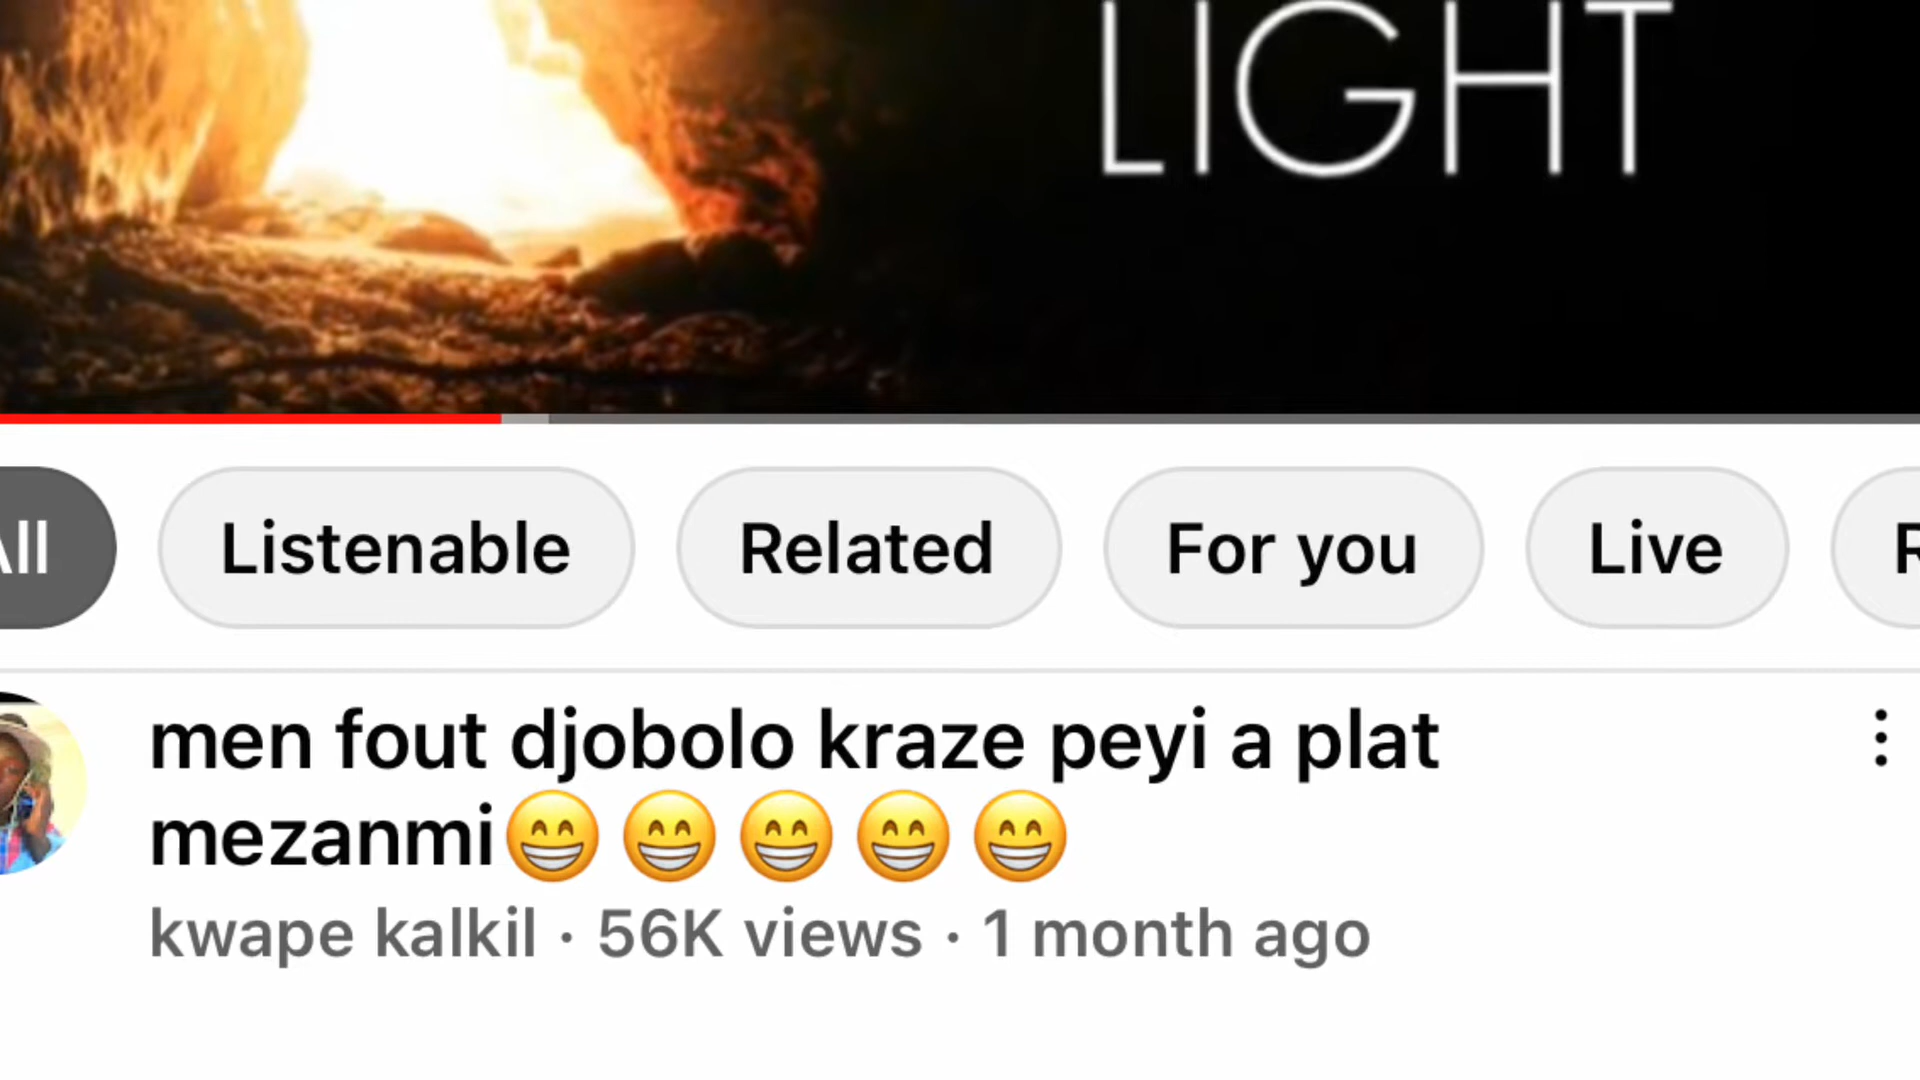 LIGHT
All
Listenable
Related
For you
Live
men fout djobolo kraze peyi a plat
mezanmi😁😁😁😁😁
kwape kalkil · 56K views · 1 month ago